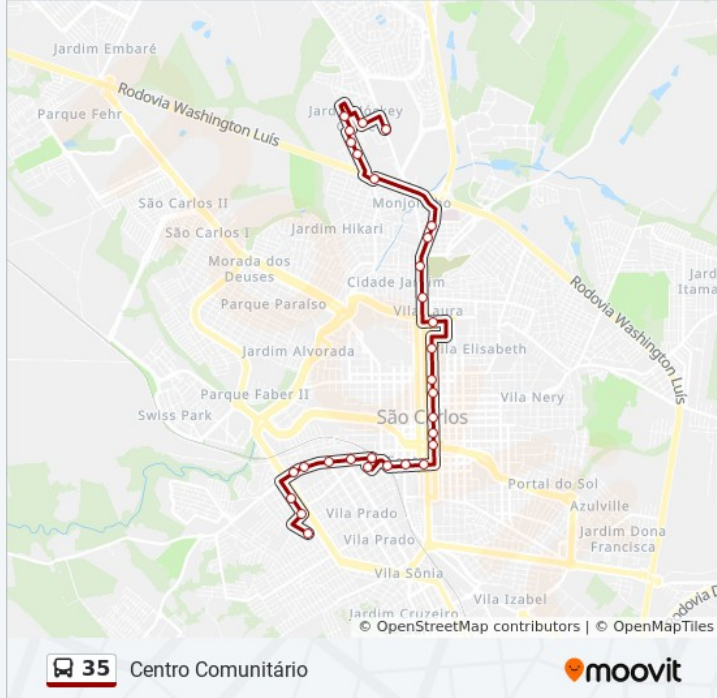 Jardim Embaré
Rodovia Washington Luís
Parque Fehr
São Carlos II
Monjolinho
São Carlos I
Jardim Hikari
Morada dos
Deuses
Cidade Jardim
Jard
Itama
Parque Paraíso
Vila Laura
Rodovia Washington Luís
Jardim Alvorada
Vila Elisabeth
Parque Faber II
Vila Nery
Swiss Park
São Carlos
Portal do Sol
Azulville
Vila Prado
Jardim Dona
Francisca
Vila Prado
Vila Sônia
Vila Izabel
Jardim Cruzeiro
© OpenStreetMap contributors | © OpenMapTiles
35 Centro Comunitário
moovit